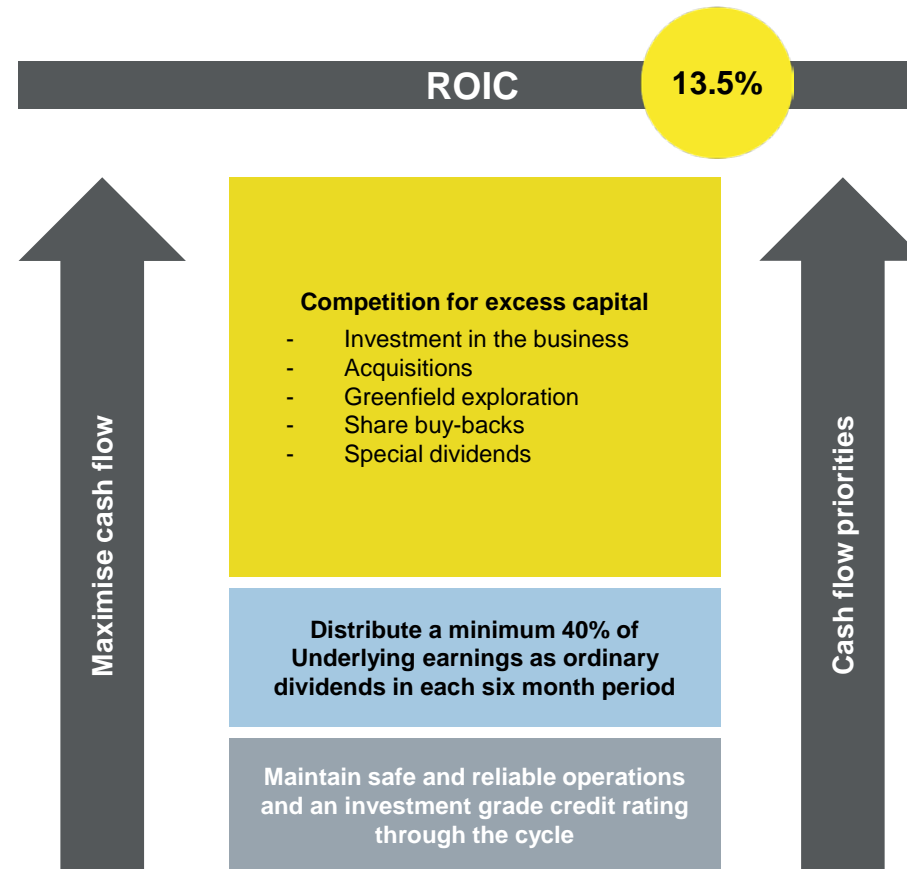 ROIC
13.5%
Maximise cash flow
Competition for excess capital
- Investment in the business
- Acquisitions
- Greenfield exploration
- Share buy-backs
- Special dividends
Distribute a minimum 40% of
Underlying earnings as ordinary
dividends in each six month period
Maintain safe and reliable operations
and an investment grade credit rating
through the cycle
Cash flow priorities